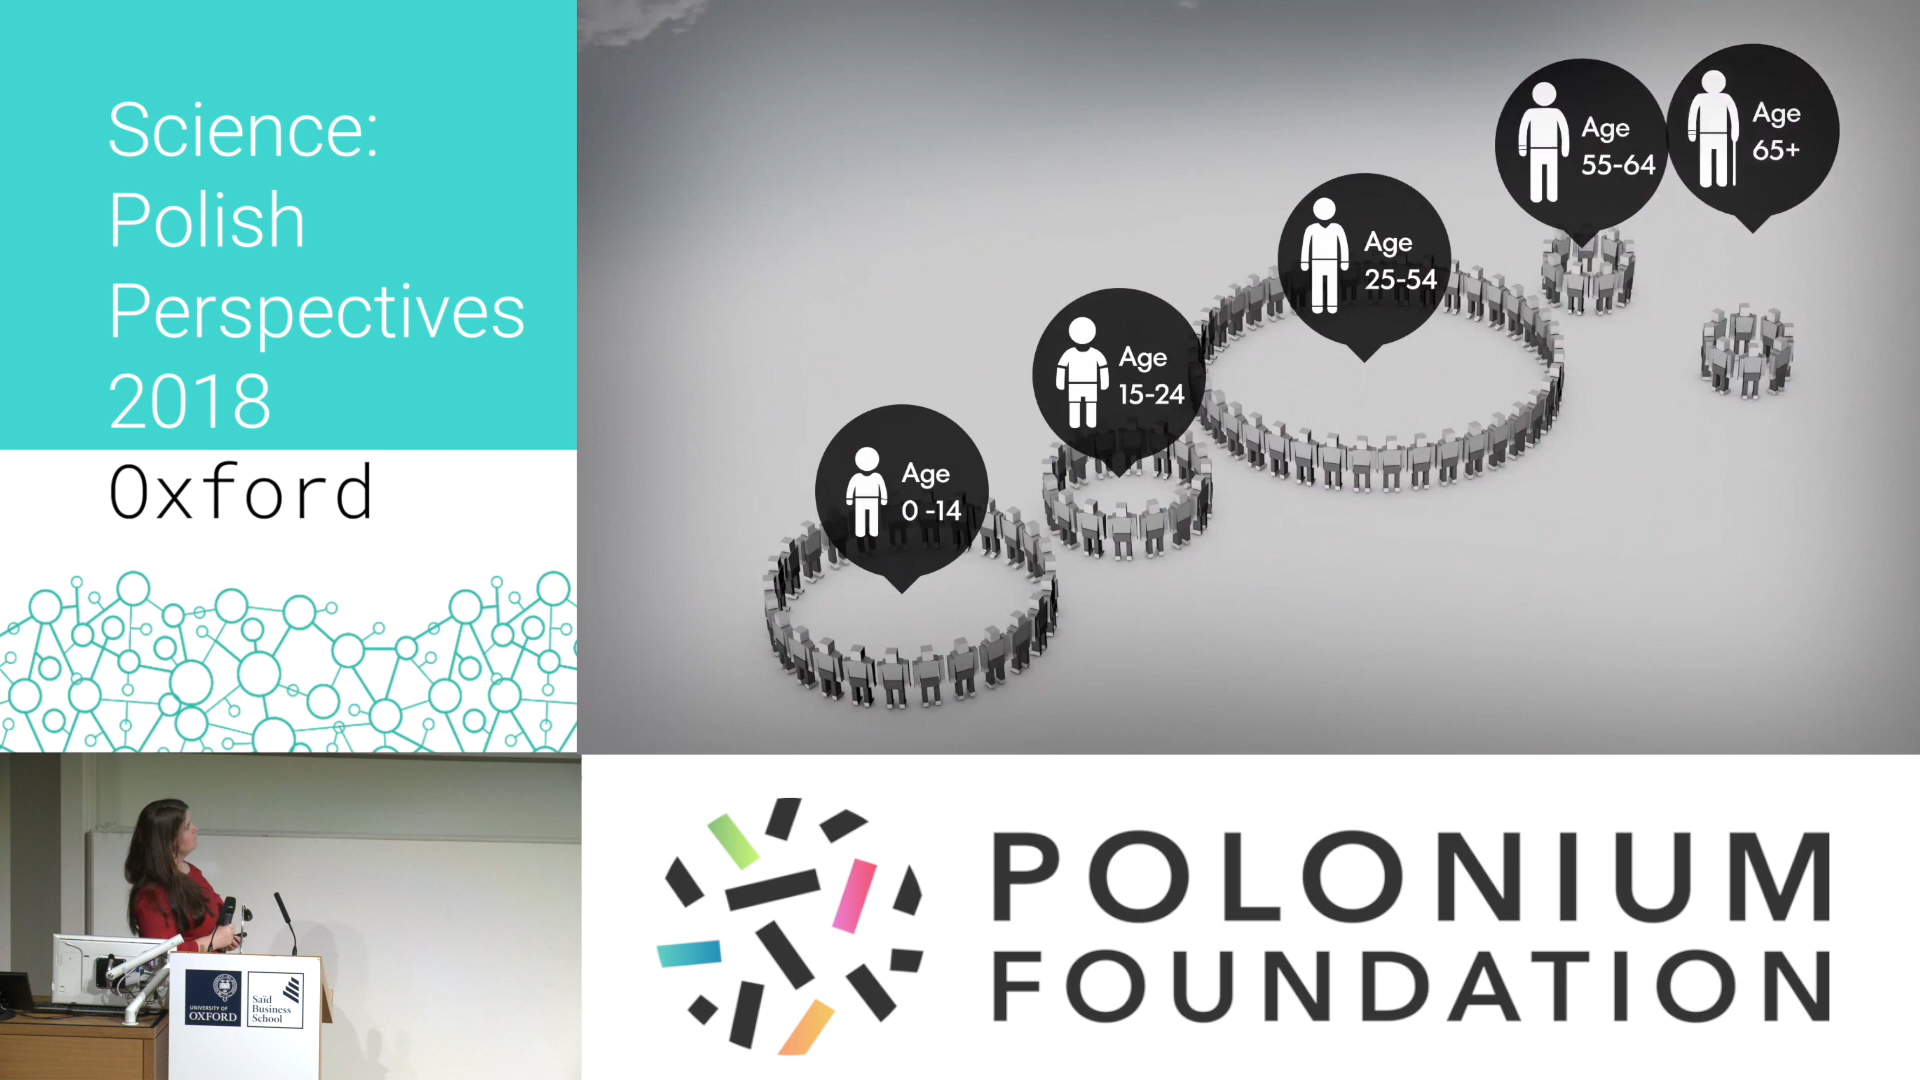 Science:
Polish
Perspectives
2018
Oxford
Age
0 -14
Age
15-24
Age
25-54
Age
55-64
Age
65+
UNIVERSITY OF
OXFORD
Saïd
Business
School
POLONIUM
FOUNDATION